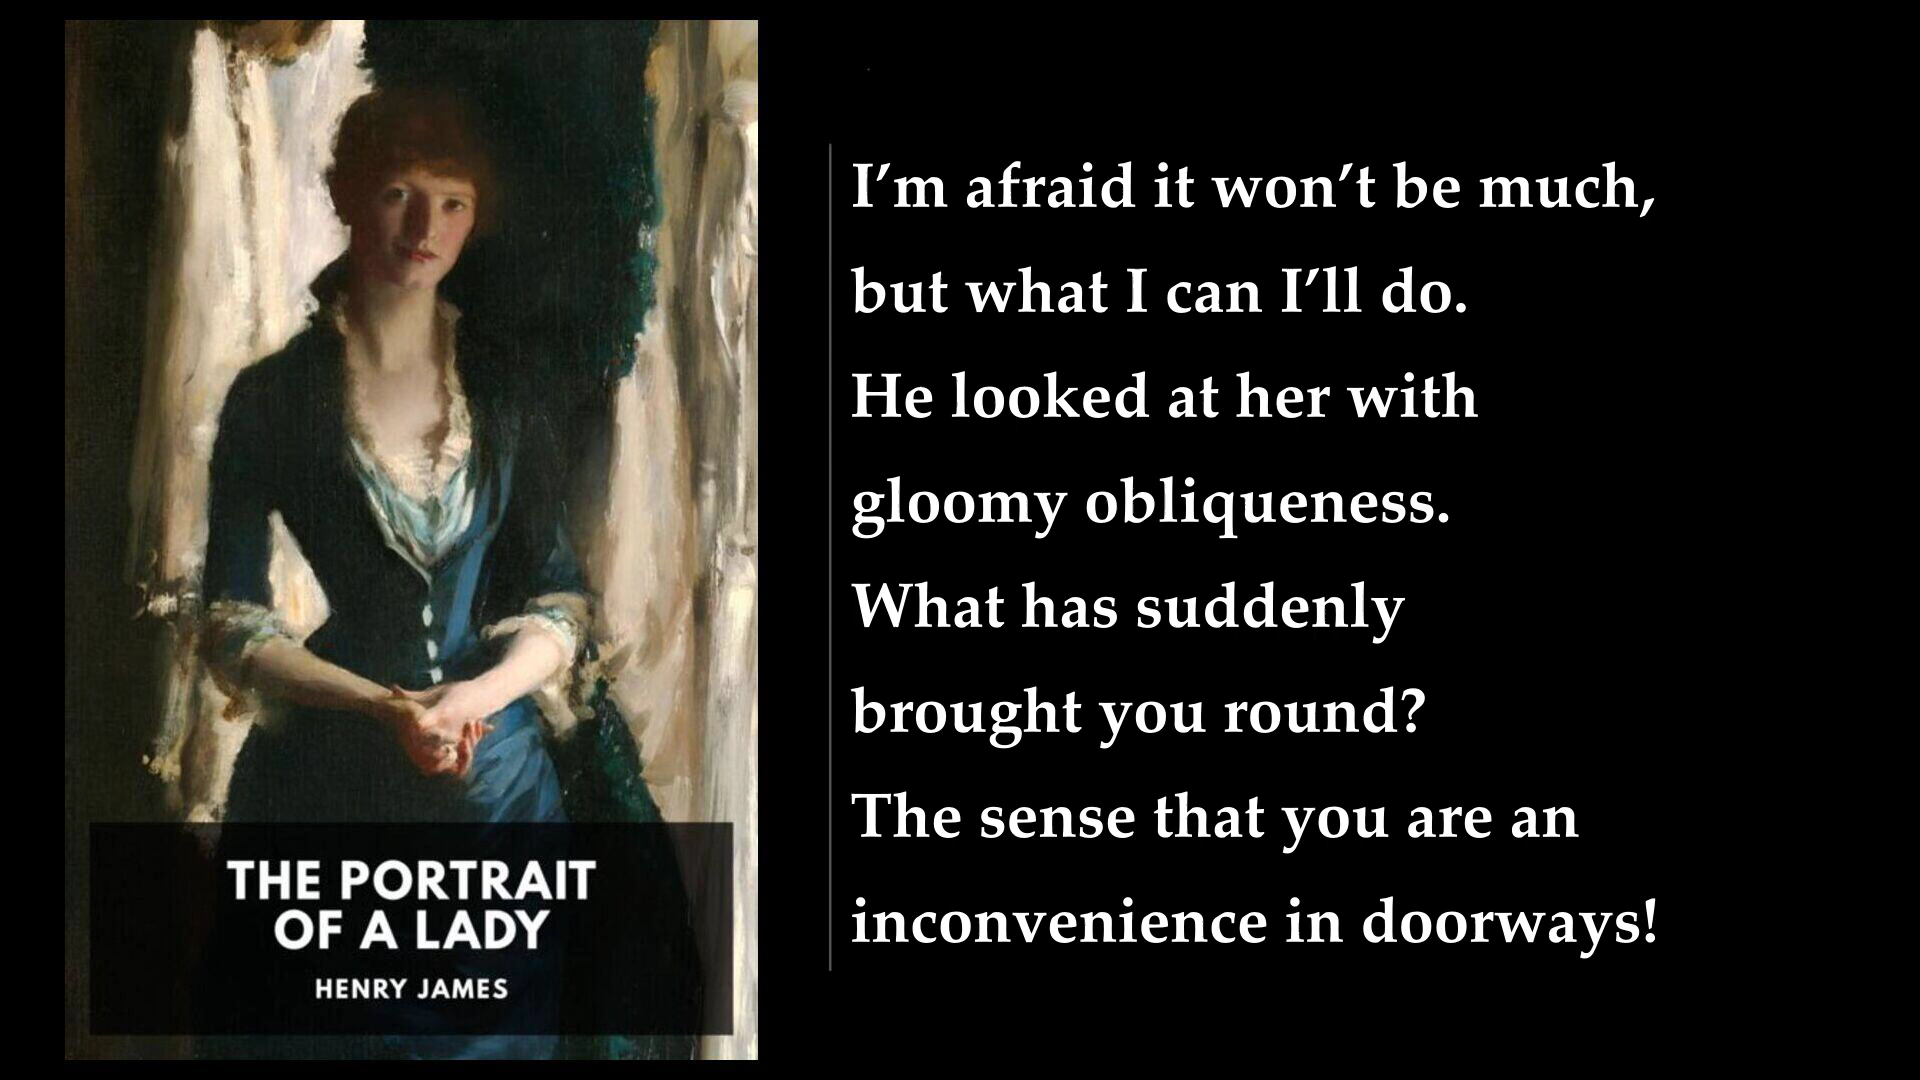 THE PORTRAIT
OF A LADY
HENRY JAMES
I’m afraid it won’t be much,
but what I can I’ll do.
He looked at her with
gloomy obliqueness.
What has suddenly
brought you round?
The sense that you are an
inconvenience in doorways!